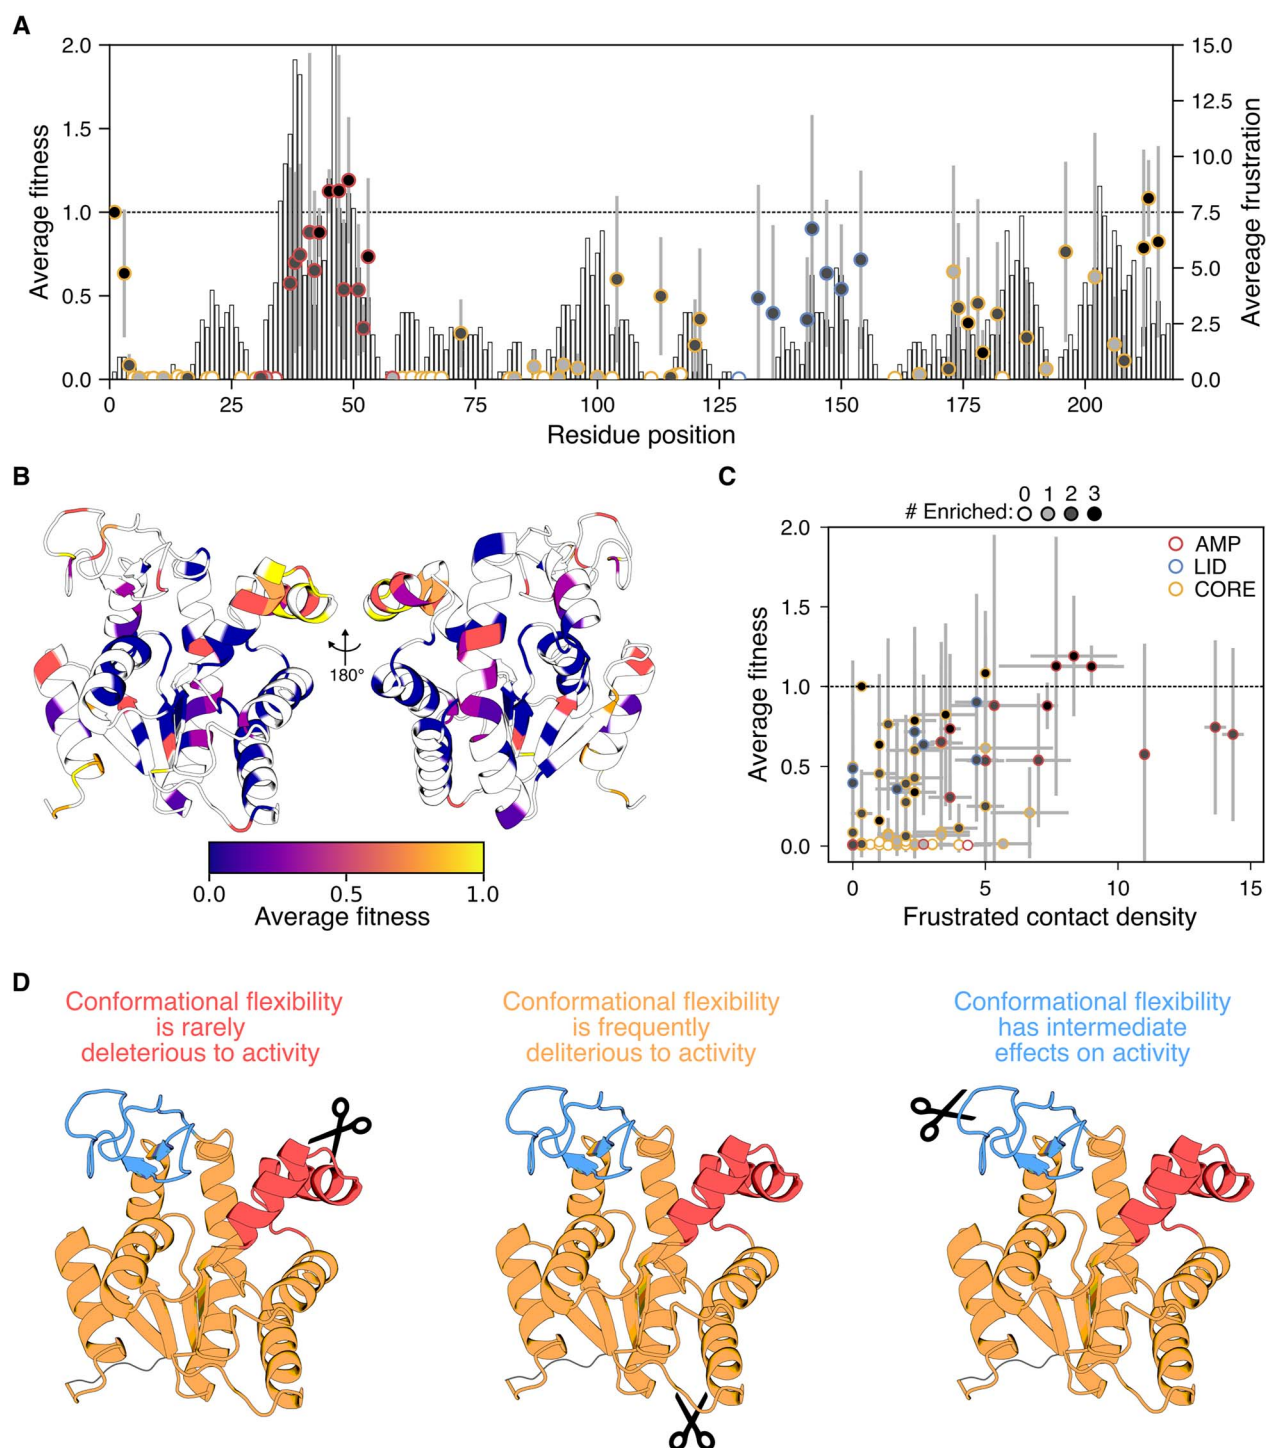 A
2.0
1.5
1.0
0.5
0.0
Average fitness
15.0
12.5
10.0
7.5
5.0
2.5
0.0
Avereage frustration
0 25 50 75 100 125 150 175 200
Residue position
B
180°
0.0 0.5 1.0
Average fitness
C
0 1 2 3
# Enriched:
AMP
LID
CORE
2.0
1.5
1.0
0.5
0.0
Average fitness
0 5 10 15
Frustrated contact density
D
Conformational flexibility
is rarely
deleterious to activity
Conformational flexibility
is frequently
deliterious to activity
Conformational flexibility
has intermediate
effects on activity